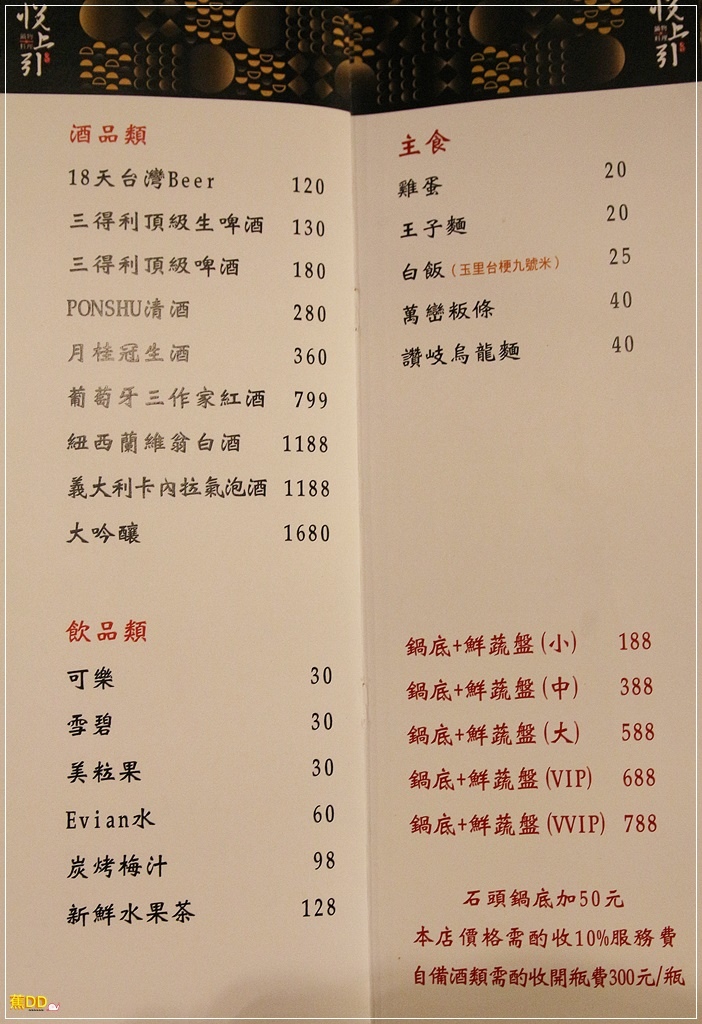 悅上引
悅上引
酒品類
18天台灣Beer 120
三得利頂級生啤酒 130
三得利頂級啤酒 180
PONSHU清酒 280
月桂冠生酒 360
葡萄牙三作家紅酒 799
紐西蘭維翁白酒 1188
義大利卡內拉氣泡酒 1188
大吟釀 1680
飲品類
可樂 30
雪碧 30
美粒果 30
Evian水 60
炭烤梅汁 98
新鮮水果茶 128
主食
雞蛋 20
王子麵 20
白飯(玉里台梗九號米) 25
萬巒粄條 40
讚岐烏龍麵 40
鍋底+鮮蔬盤(小) 188
鍋底+鮮蔬盤(中) 388
鍋底+鮮蔬盤(大) 588
鍋底+鮮蔬盤(VIP) 688
鍋底+鮮蔬盤(VVIP) 788
石頭鍋底加50元
本店價格需酌收10%服務費
自備酒類需酌收開瓶費300元/瓶
蕉DD